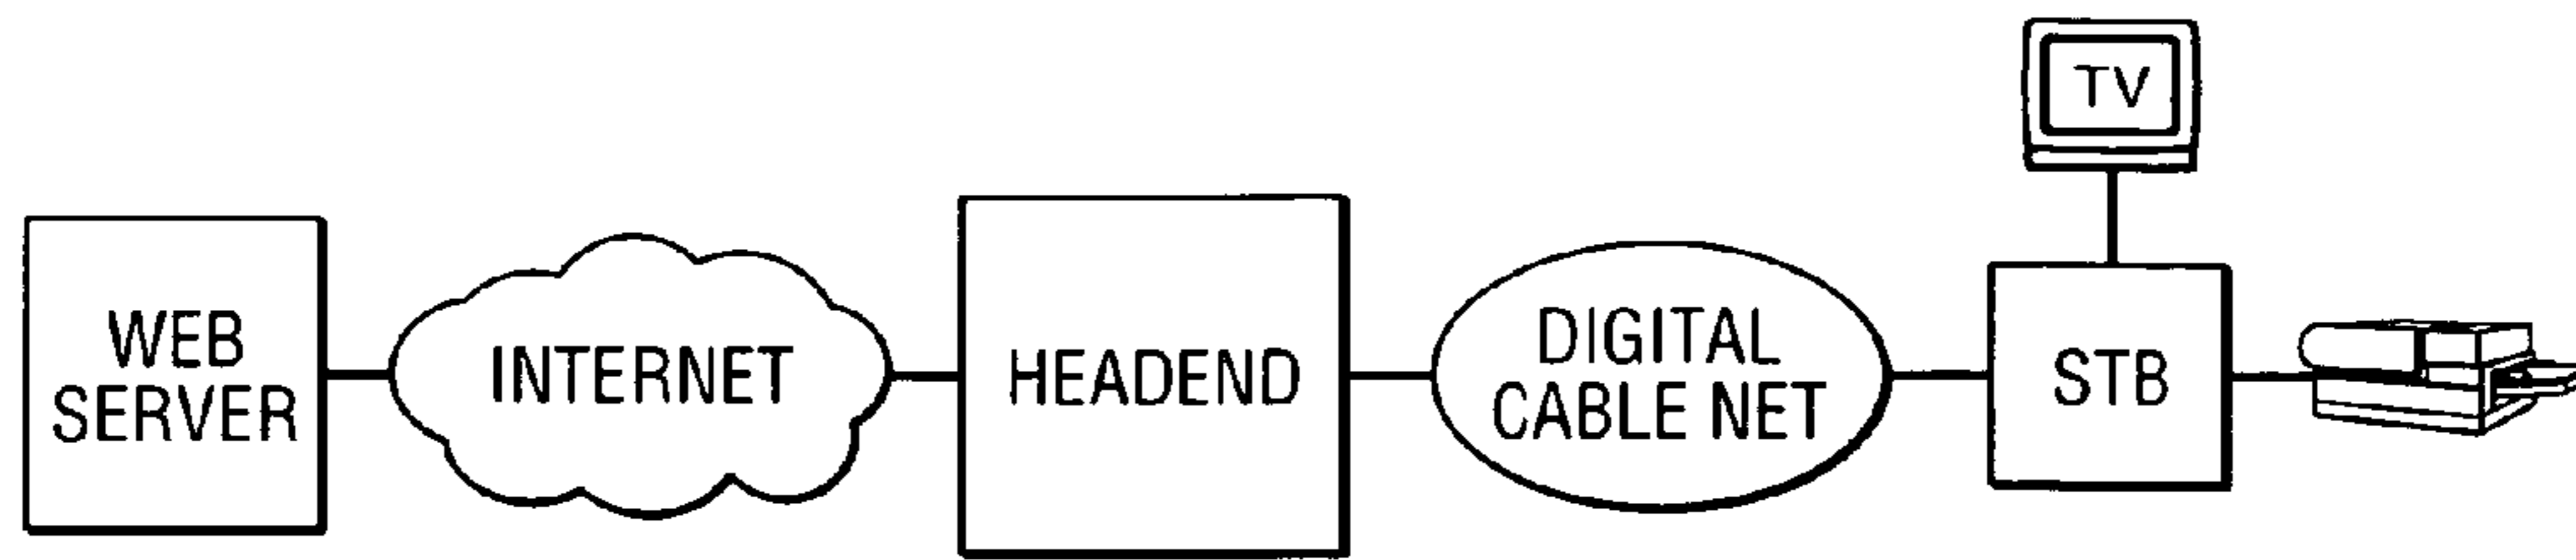 WEB
SERVER
INTERNET
HEADEND
DIGITAL
CABLE NET
TV
STB